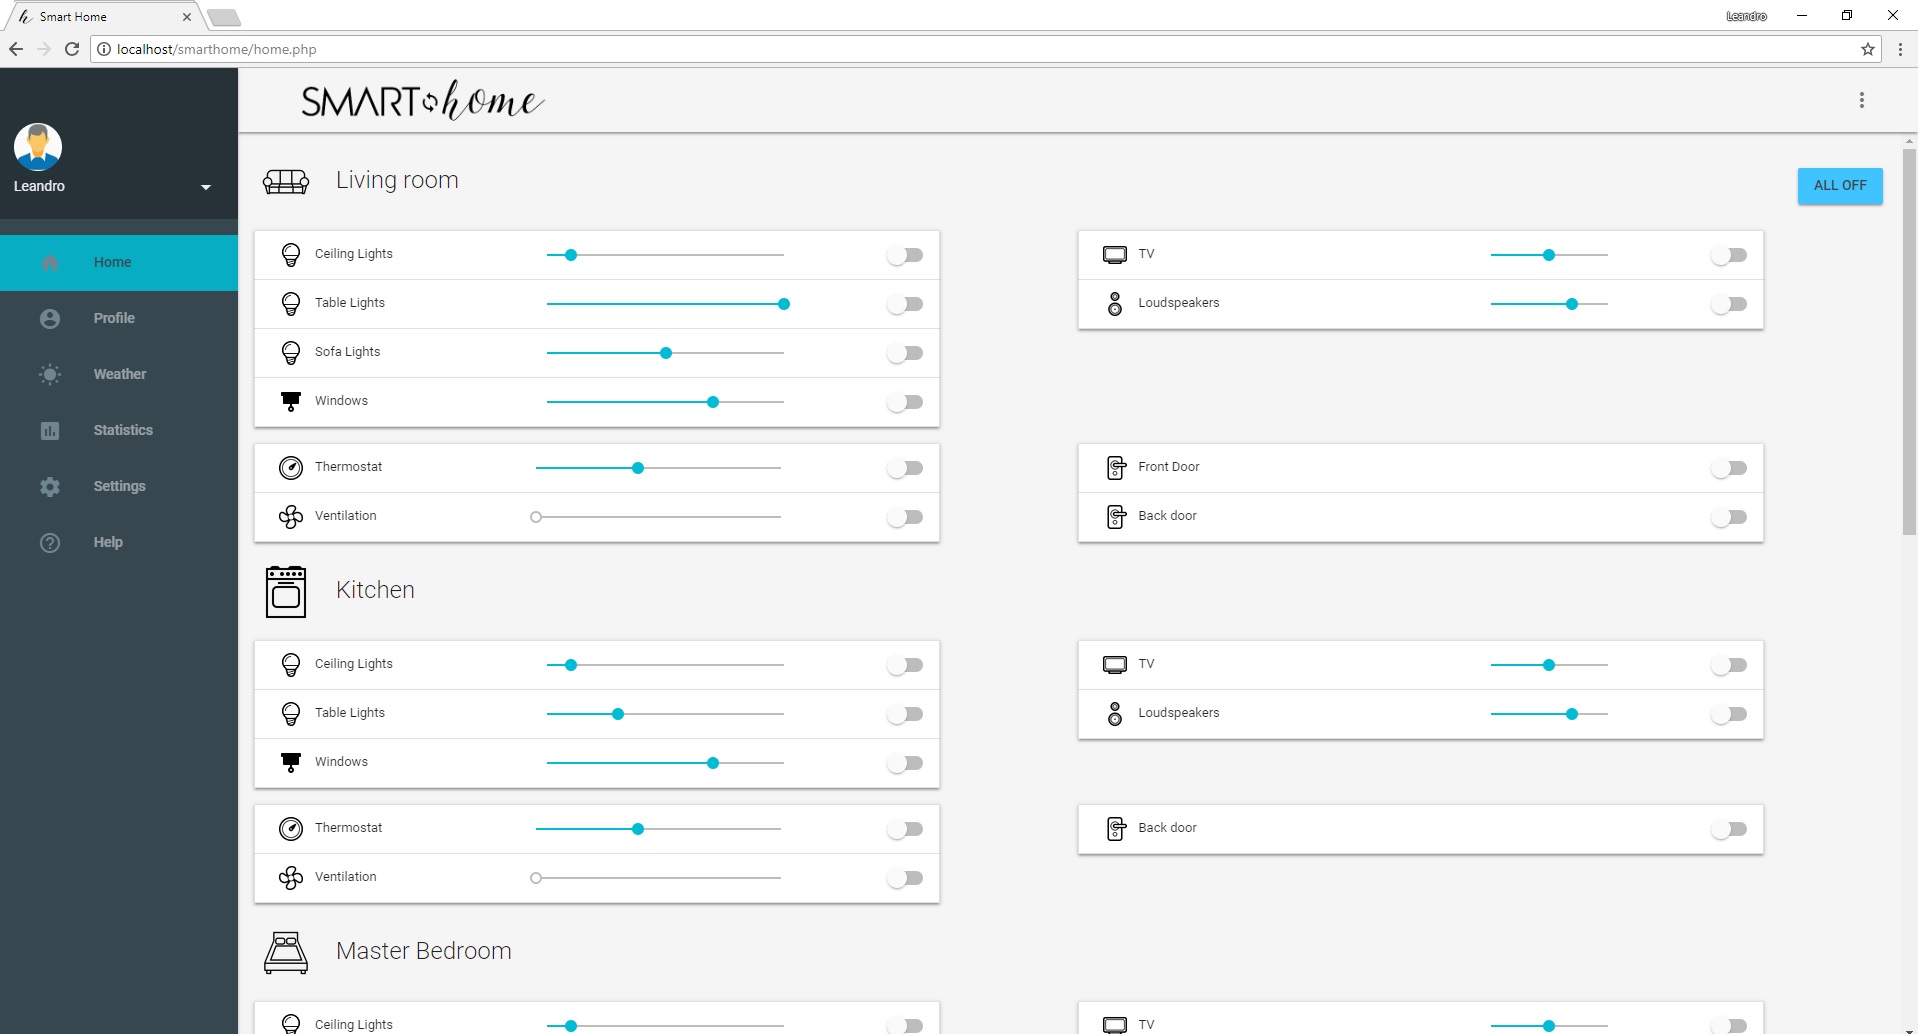 Smart Home
Leandro
localhost/smarthome/home.php
SMART home
Leandro
Home
Profile
Weather
Statistics
Settings
Help
Living room
ALL OFF
Ceiling Lights
Table Lights
Sofa Lights
Windows
TV
Loudspeakers
Thermostat
Ventilation
Front Door
Back door
Kitchen
Ceiling Lights
Table Lights
Windows
TV
Loudspeakers
Thermostat
Ventilation
Back door
Master Bedroom
Ceiling Lights
TV